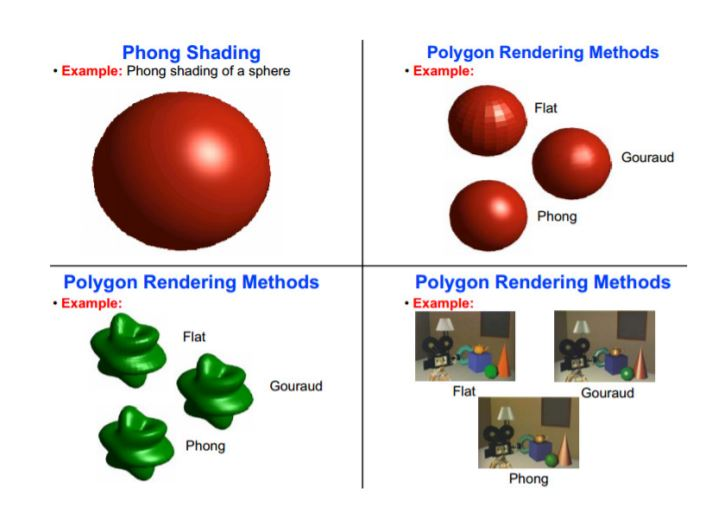 Phong Shading
• Example: Phong shading of a sphere
Polygon Rendering Methods
• Example:
Flat
Gouraud
Phong
Polygon Rendering Methods
• Example:
Flat
Gouraud
Phong
Polygon Rendering Methods
• Example:
Flat
Gouraud
Phong